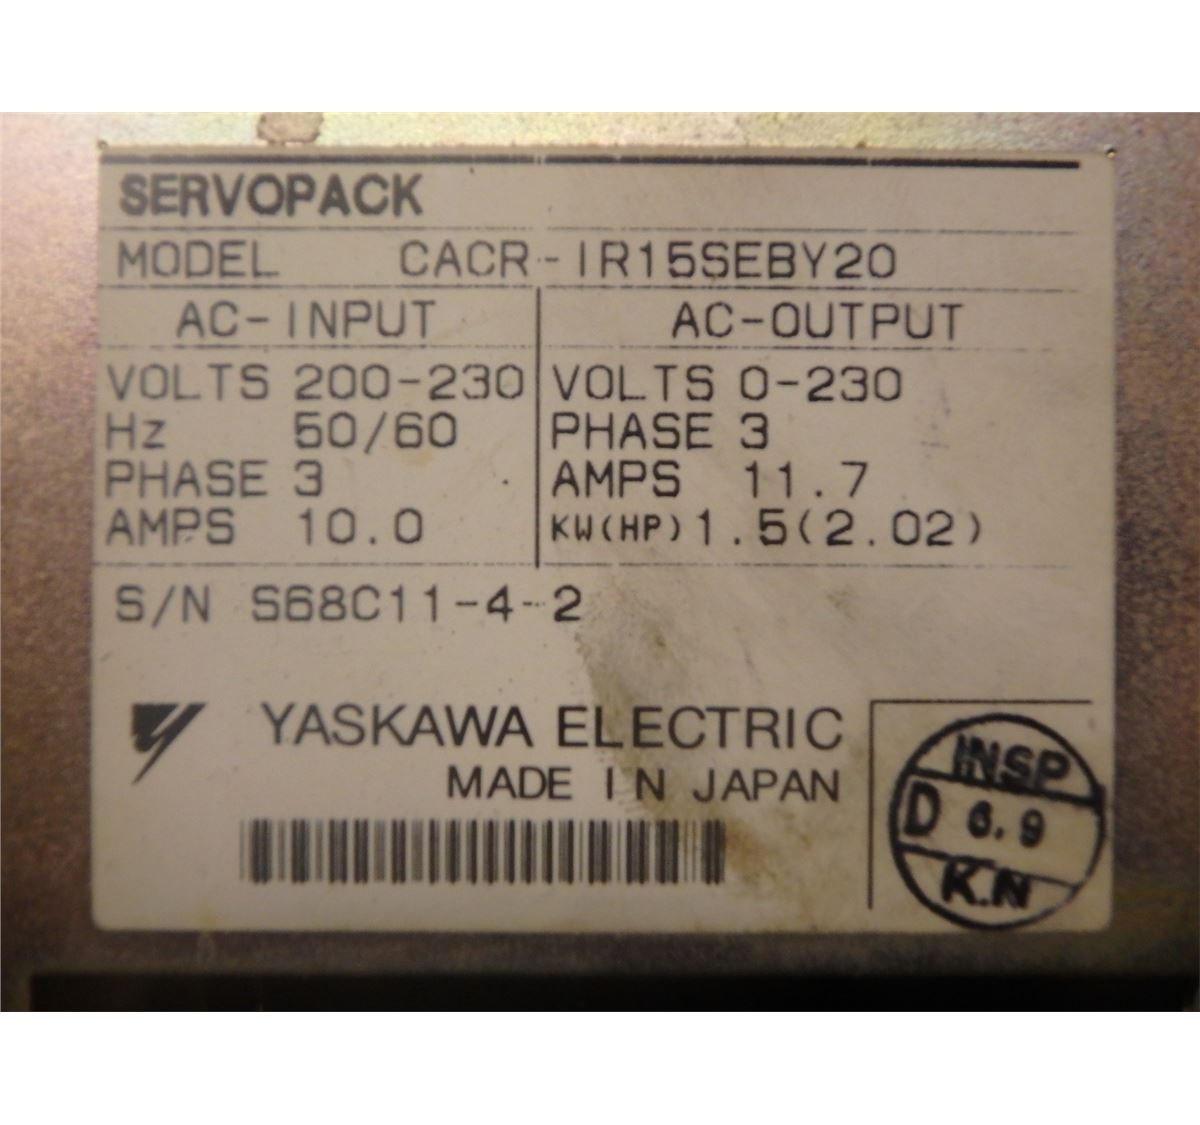 SERVOPACK
MODEL CACR-IR15SEBY20
AC-INPUT AC-OUTPUT
VOLTS 200-230 VOLTS 0-230
Hz 50/60 PHASE 3
PHASE 3 AMPS 11.7
AMPS 10.0 KW(HP) 1.5(2.02)
S/N S68C11-4-2
YASKAWA ELECTRIC
MADE IN JAPAN
INSP
D 6.9
K.N